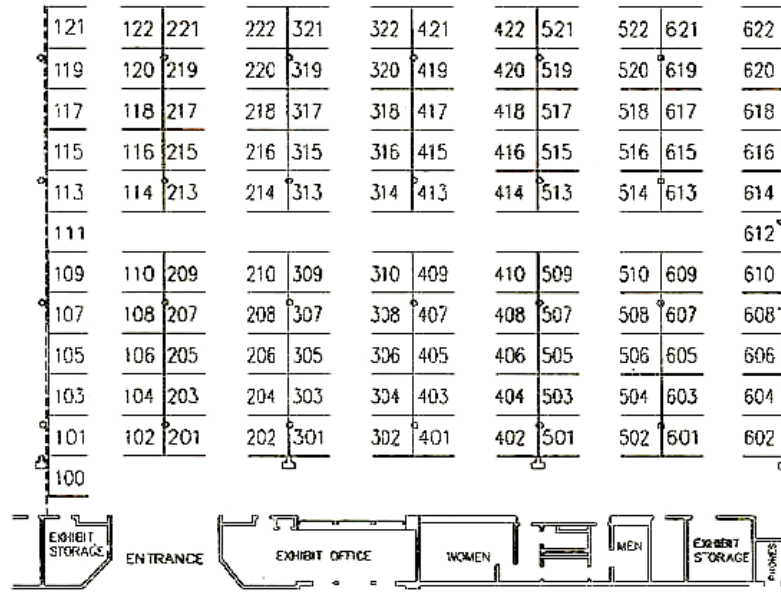 121 122 221 222 321 322 421 422 521 522 621 622
119 120 219 220 319 320 419 420 519 520 619 620
117 118 217 218 317 318 417 418 517 518 617 618
115 116 215 216 315 316 415 416 515 516 615 616
113 114 213 214 313 314 413 414 513 514 613 614
111 612
109 110 209 210 309 310 409 410 509 510 609 610
107 108 207 208 307 308 407 408 507 508 607 608
105 106 205 206 305 306 405 406 505 506 605 606
103 104 203 204 303 304 403 404 503 504 603 604
101 102 201 202 301 302 401 402 501 502 601 602
100
EXHIBIT
STORAGE
ENTRANCE
EXHIBIT OFFICE
WOMEN
MEN
EXHIBIT
STORAGE
PHONES